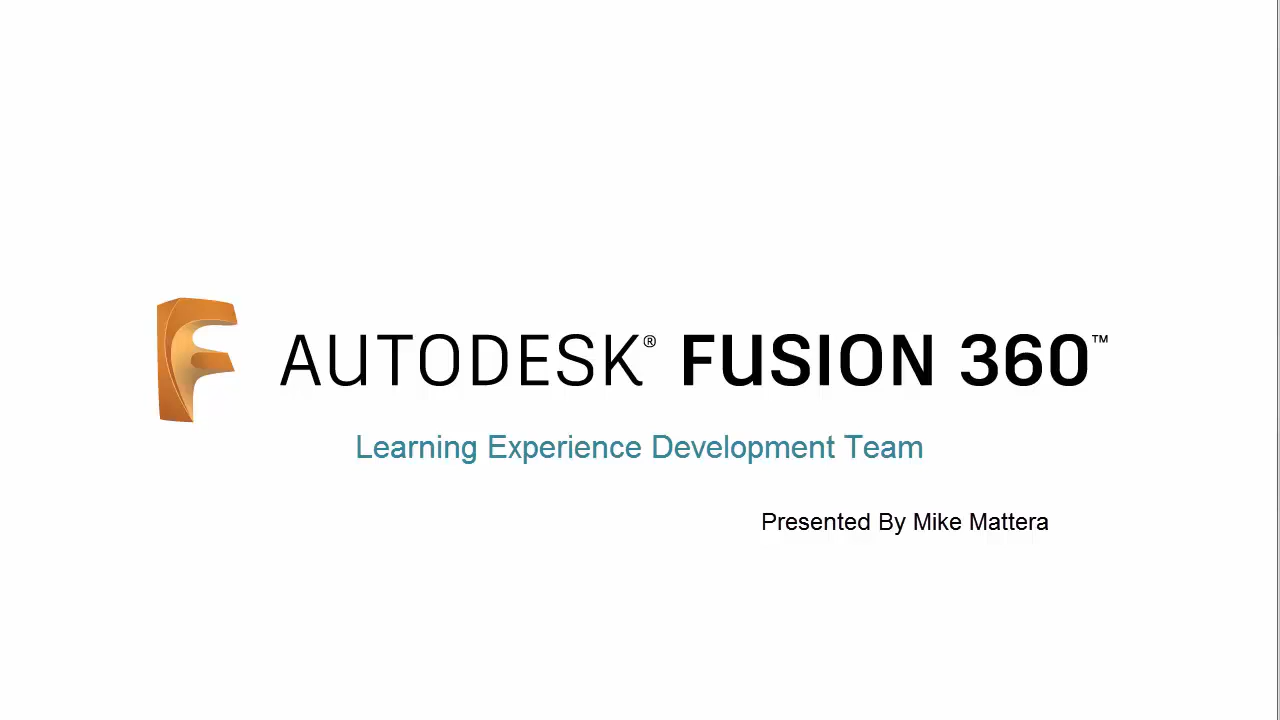 AUTODESK® FUSION 360™
Learning Experience Development Team
Presented By Mike Mattera